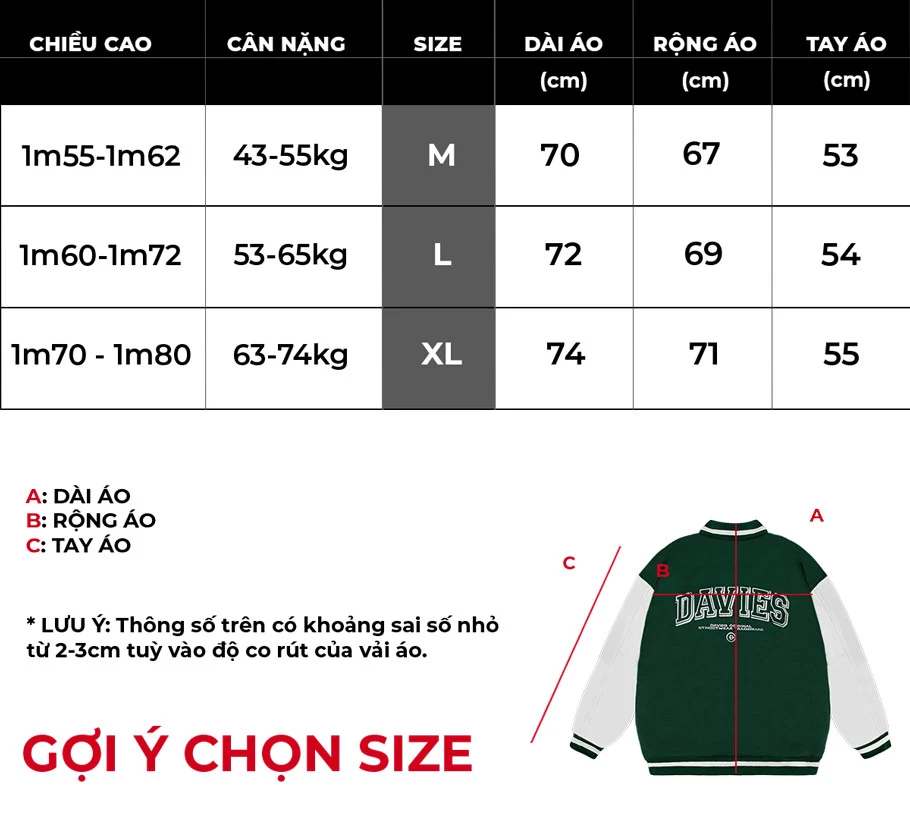 CHIỀU CAO CÂN NẶNG SIZE DÀI ÁO RỘNG ÁO TAY ÁO
(cm) (cm) (cm)
1m55-1m62 43-55kg M 70 67 53
1m60-1m72 53-65kg L 72 69 54
1m70 - 1m80 63-74kg XL 74 71 55
A: DÀI ÁO
B: RỘNG ÁO
C: TAY ÁO
A
C
B
DAVIES
DAVIES ORIGINAL
STREETWEAR TRADEMARK
C
* LƯU Ý: Thông số trên có khoảng sai số nhỏ
từ 2-3cm tuỳ vào độ co rút của vải áo.
GỢI Ý CHỌN SIZE